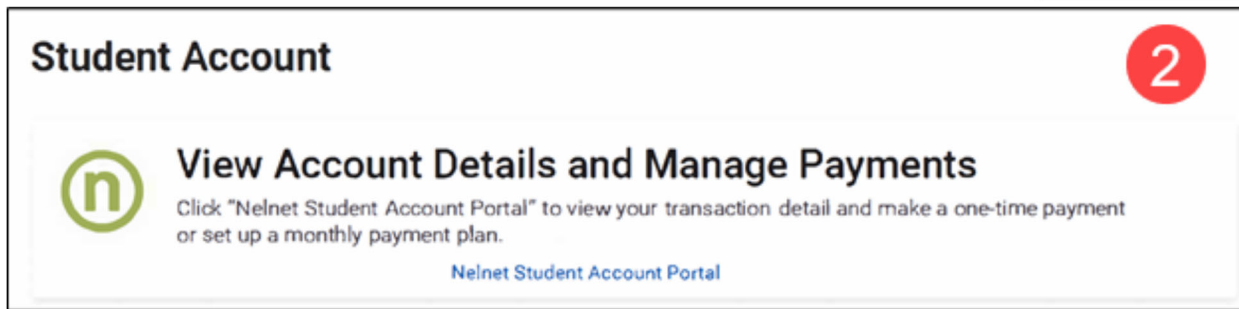 Student Account
2
n
View Account Details and Manage Payments
Click "Nelnet Student Account Portal" to view your transaction detail and make a one-time payment
or set up a monthly payment plan.
Nelnet Student Account Portal